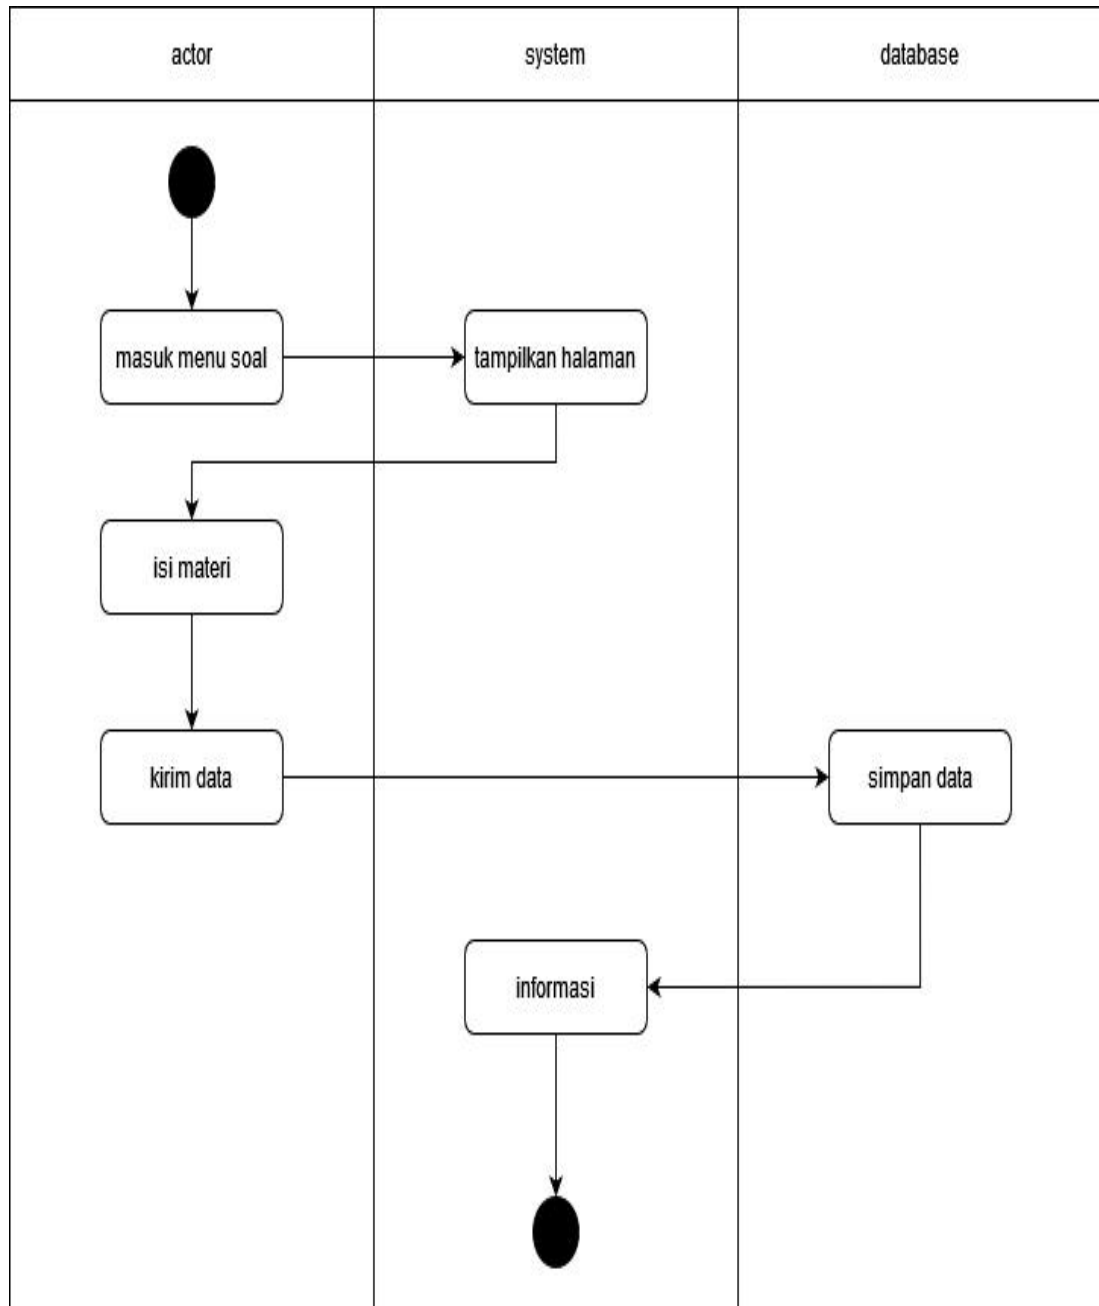 actor
system
database
masuk menu soal
tampilkan halaman
isi materi
kirim data
simpan data
informasi